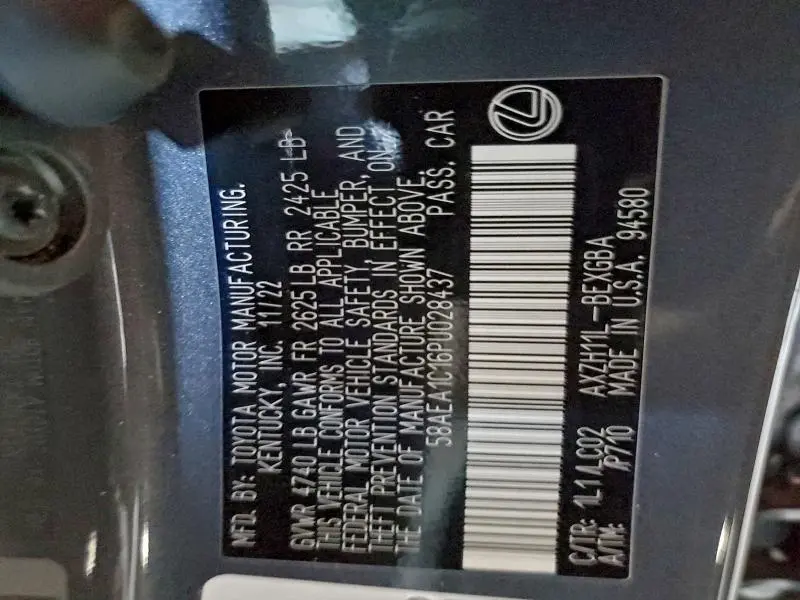 MFD. BY: TOYOTA MOTOR MANUFACTURING.
KENTUCKY, INC. 11/22
GVWR 4740 LB GAWR FR 2625 LB RR 2425 LB
THIS VEHICLE CONFORMS TO ALL APPLICABLE
FEDERAL MOTOR VEHICLE SAFETY, BUMPER, AND
THEFT PREVENTION STANDARDS IN EFFECT ON
THE DATE OF MANUFACTURE SHOWN ABOVE.
58AEA1C16PU028437 PASS. CAR
C/TR: 1L1/LC02 AXZH11L-BEXGBA
A/TM: /P710 MADE IN U.S.A. 94580